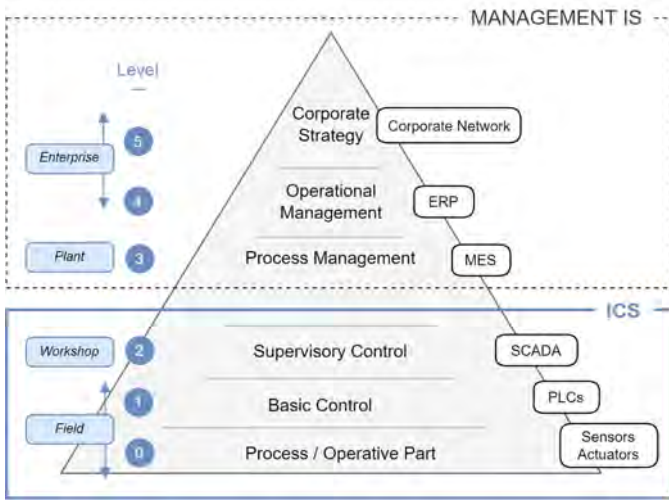 MANAGEMENT IS
Level
Corporate
Strategy
Corporate Network
5
Enterprise
4
Operational
Management
ERP
Plant
3
Process Management
MES
ICS
Workshop
2
Supervisory Control
SCADA
1
Basic Control
PLCs
Field
0
Process / Operative Part
Sensors
Actuators